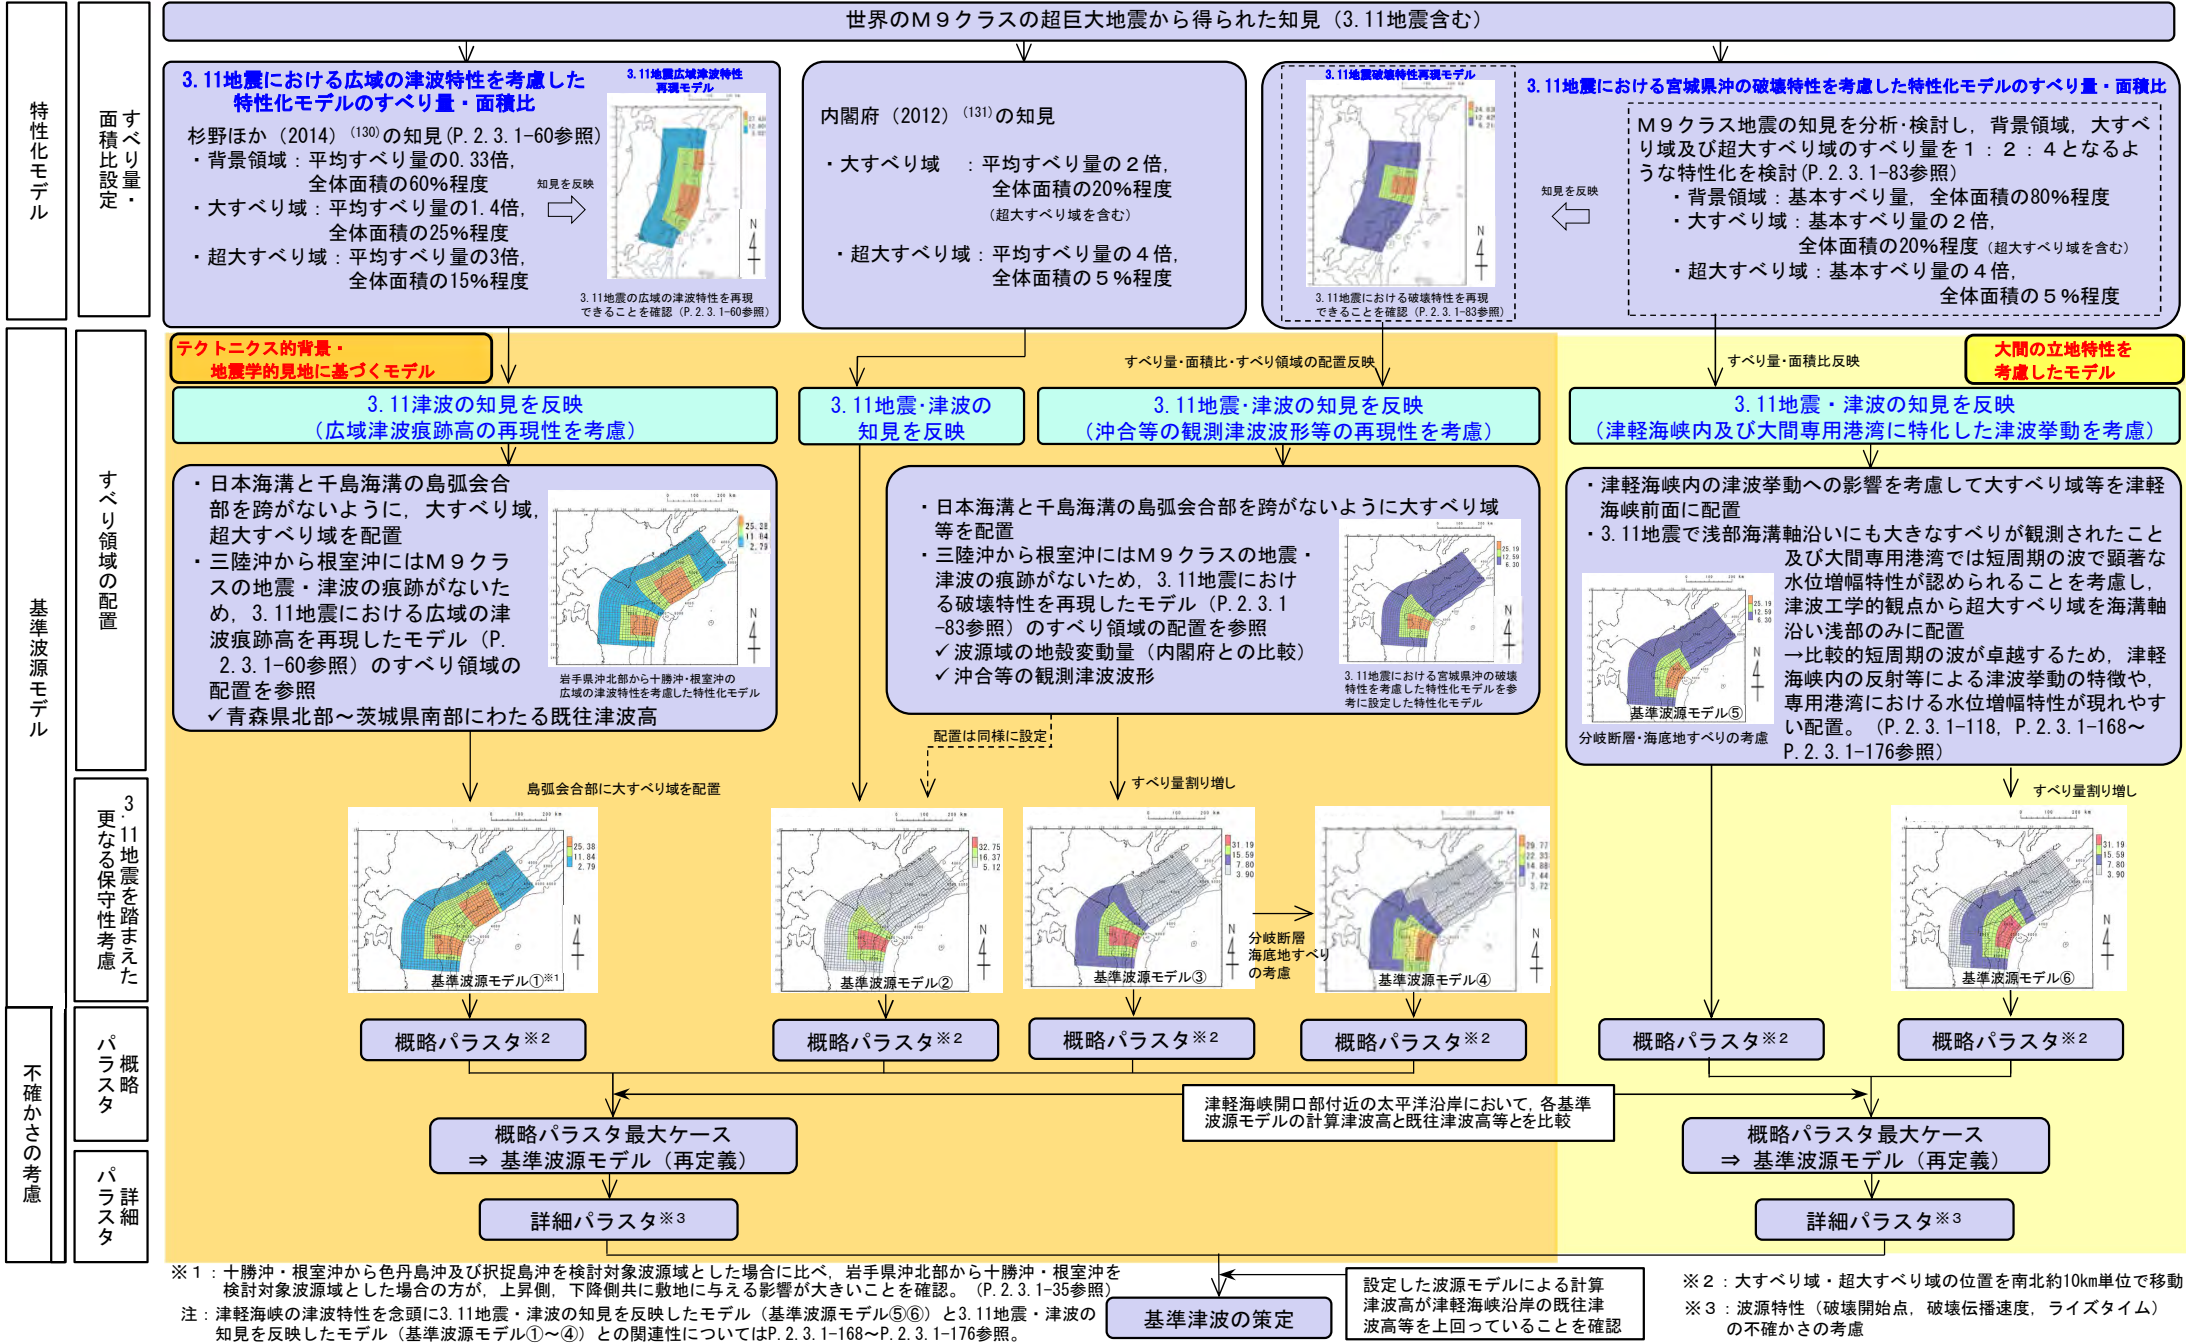 世界のM9クラスの超巨大地震から得られた知見（3.11地震含む）
特性化モデル
すべり量・
面積比設定
3.11地震における広域の津波特性を考慮した
特性化モデルのすべり量・面積比
杉野ほか（2014）(130)の知見(P.2.3.1-60参照)
・背景領域：平均すべり量の0.33倍，
全体面積の60%程度
・大すべり域：平均すべり量の1.4倍，
全体面積の25%程度
・超大すべり域：平均すべり量の3倍，
全体面積の15%程度
知見を反映
3.11地震広域津波特性
再現モデル
N
3.11地震の広域の津波特性を再現
できることを確認（P.2.3.1-60参照）
内閣府（2012）(131)の知見
・大すべり域　：平均すべり量の２倍，
全体面積の20%程度
（超大すべり域を含む）
・超大すべり域：平均すべり量の４倍，
全体面積の５%程度
3.11地震破壊特性再現モデル
N
3.11地震における破壊特性を再現
できることを確認（P.2.3.1-83参照）
知見を反映
3.11地震における宮城県沖の破壊特性を考慮した特性化モデルのすべり量・面積比
M９クラス地震の知見を分析・検討し，背景領域，大すべ
り域及び超大すべり域のすべり量を１：２：４となるよ
うな特性化を検討(P.2.3.1-83参照)
・背景領域：基本すべり量，全体面積の80%程度
・大すべり域：基本すべり量の２倍，
全体面積の20%程度（超大すべり域を含む）
・超大すべり域：基本すべり量の４倍，
全体面積の５%程度
基準波源モデル
すべり領域の配置
テクトニクス的背景・
地震学的見地に基づくモデル
すべり量・面積比・すべり領域の配置反映
すべり量・面積比反映
大間の立地特性を
考慮したモデル
3.11津波の知見を反映
（広域津波痕跡高の再現性を考慮）
3.11地震・津波の
知見を反映
3.11地震・津波の知見を反映
（沖合等の観測津波波形等の再現性を考慮）
3.11地震・津波の知見を反映
（津軽海峡内及び大間専用港湾に特化した津波挙動を考慮）
・日本海溝と千島海溝の島弧会合
部を跨がないように，大すべり域，
超大すべり域を配置
・三陸沖から根室沖にはM９クラ
スの地震・津波の痕跡がないた
め，3.11地震における広域の津
波痕跡高を再現したモデル（P.
2.3.1-60参照）のすべり領域の
配置を参照
✓青森県北部～茨城県南部にわたる既往津波高
0 100 200 km
25.38
11.84
2.79
N
岩手県沖北部から十勝沖・根室沖の
広域の津波特性を考慮した特性化モデル
・日本海溝と千島海溝の島弧会合部を跨がないように大すべり域
等を配置
・三陸沖から根室沖にはM９クラスの地震・
津波の痕跡がないため，3.11地震におけ
る破壊特性を再現したモデル（P.2.3.1
-83参照）のすべり領域の配置を参照
✓波源域の地殻変動量（内閣府との比較）
✓沖合等の観測津波波形
25.19
12.59
6.30
N
3.11地震における宮城県沖の破壊
特性を考慮した特性化モデルを参
考に設定した特性化モデル
・津軽海峡内の津波挙動への影響を考慮して大すべり域等を津軽
海峡前面に配置
・3.11地震で浅部海溝軸沿いにも大きなすべりが観測されたこと
及び大間専用港湾では短周期の波で顕著な
水位増幅特性が認められることを考慮し，
津波工学的観点から超大すべり域を海溝軸
沿い浅部のみに配置
→比較的短周期の波が卓越するため，津軽
海峡内の反射等による津波挙動の特徴や，
専用港湾における水位増幅特性が現れやす
い配置。（P.2.3.1-118，P.2.3.1-168～
P.2.3.1-176参照）
25.19
12.59
6.30
N
基準波源モデル⑤
分岐断層・海底地すべりの考慮
配置は同様に設定
島弧会合部に大すべり域を配置
すべり量割り増し
すべり量割り増し
3.11地震を踏まえた
更なる保守性考慮
0 100 200 km
25.38
11.84
2.79
N
基準波源モデル①※1
0 100 200 km
32.75
16.37
5.12
N
基準波源モデル②
0 100 200 km
31.19
15.59
7.80
3.90
N
基準波源モデル③
分岐断層
海底地すべり
の考慮
29.77
22.33
14.88
7.44
3.72
N
基準波源モデル④
0 100 200 km
31.19
15.59
7.80
3.90
N
基準波源モデル⑥
不確かさの考慮
概略
パラスタ
概略パラスタ※2
概略パラスタ※2
概略パラスタ※2
概略パラスタ※2
概略パラスタ※2
概略パラスタ※2
津軽海峡開口部付近の太平洋沿岸において，各基準
波源モデルの計算津波高と既往津波高等とを比較
概略パラスタ最大ケース
⇒ 基準波源モデル（再定義）
概略パラスタ最大ケース
⇒ 基準波源モデル（再定義）
詳細
パラスタ
詳細パラスタ※3
詳細パラスタ※3
※１：十勝沖・根室沖から色丹島沖及び択捉島沖を検討対象波源域とした場合に比べ，岩手県沖北部から十勝沖・根室沖を
検討対象波源域とした場合の方が，上昇側，下降側共に敷地に与える影響が大きいことを確認。（P.2.3.1-35参照）
注：津軽海峡の津波特性を念頭に3.11地震・津波の知見を反映したモデル（基準波源モデル⑤⑥）と3.11地震・津波の
知見を反映したモデル（基準波源モデル①～④）との関連性についてはP.2.3.1-168～P.2.3.1-176参照。
基準津波の策定
設定した波源モデルによる計算
津波高が津軽海峡沿岸の既往津
波高等を上回っていることを確認
※２：大すべり域・超大すべり域の位置を南北約10km単位で移動
※３：波源特性（破壊開始点，破壊伝播速度，ライズタイム）
の不確かさの考慮